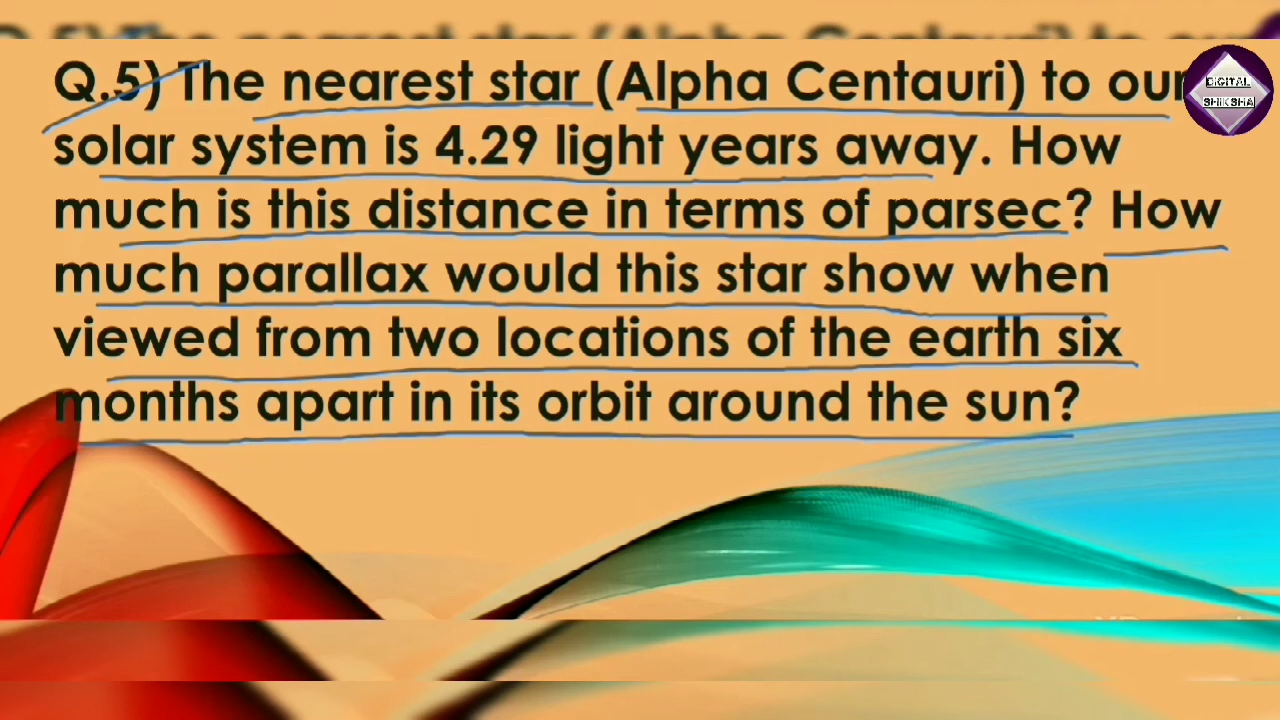 Q.5) The nearest star (Alpha Centauri) to our
solar system is 4.29 light years away. How
much is this distance in terms of parsec? How
much parallax would this star show when
viewed from two locations of the earth six
months apart in its orbit around the sun?
DIGITAL
SHIKSHA